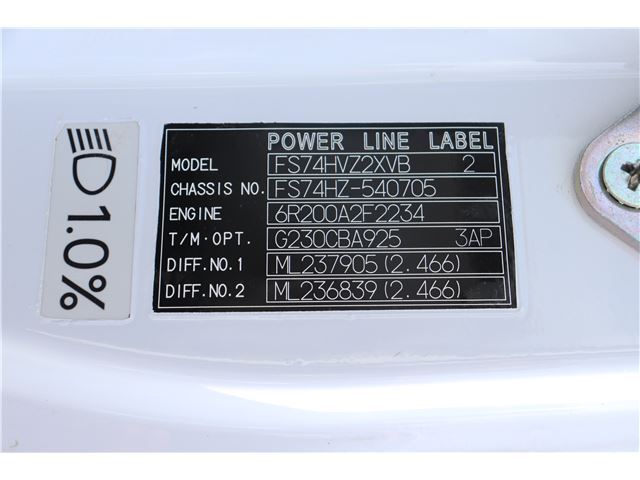 POWER LINE LABEL
MODEL FS74HVZ2XVB 2
CHASSIS NO. FS74HZ-540705
ENGINE 6R200A2F2234
T/M·OPT. G230CBA925 3AP
DIFF.NO.1 ML237905(2.466)
DIFF.NO.2 ML236839(2.466)
1.0%